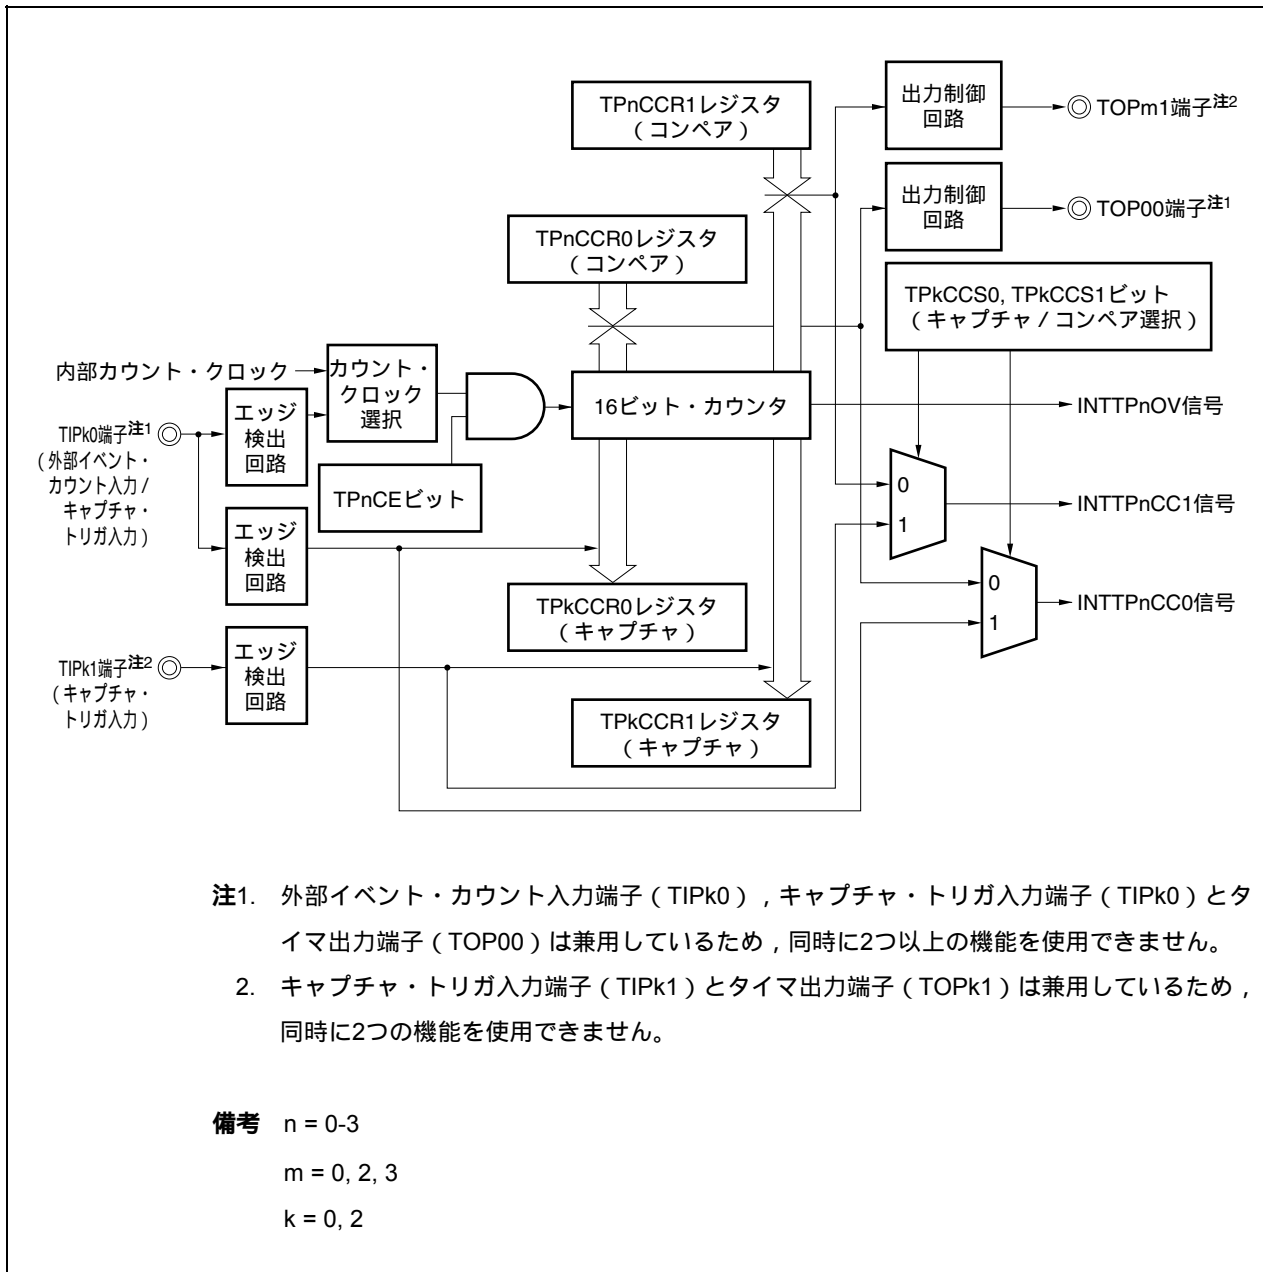 TPnCCR1レジスタ
(コンペア)
出力制御
回路
TOPm1端子注2
出力制御
回路
TOP00端子注1
TPnCCR0レジスタ
(コンペア)
TPkCCS0, TPkCCS1ビット
(キャプチャ/コンペア選択)
内部カウント・クロック
カウント・
クロック
選択
16ビット・カウンタ
INTTPnOV信号
TIPk0端子注1
(外部イベント・
カウント入力/
キャプチャ・
トリガ入力)
エッジ
検出
回路
TPnCEビット
0
1
INTTPnCC1信号
エッジ
検出
回路
TPkCCR0レジスタ
(キャプチャ)
0
1
INTTPnCC0信号
TIPk1端子注2
(キャプチャ・
トリガ入力)
エッジ
検出
回路
TPkCCR1レジスタ
(キャプチャ)
注1. 外部イベント・カウント入力端子(TIPk0),キャプチャ・トリガ入力端子(TIPk0)とタ
イマ出力端子(TOP00)は兼用しているため,同時に2つ以上の機能を使用できません。
2. キャプチャ・トリガ入力端子(TIPk1)とタイマ出力端子(TOPk1)は兼用しているため,
同時に2つの機能を使用できません。
備考 n = 0-3
m = 0, 2, 3
k = 0, 2